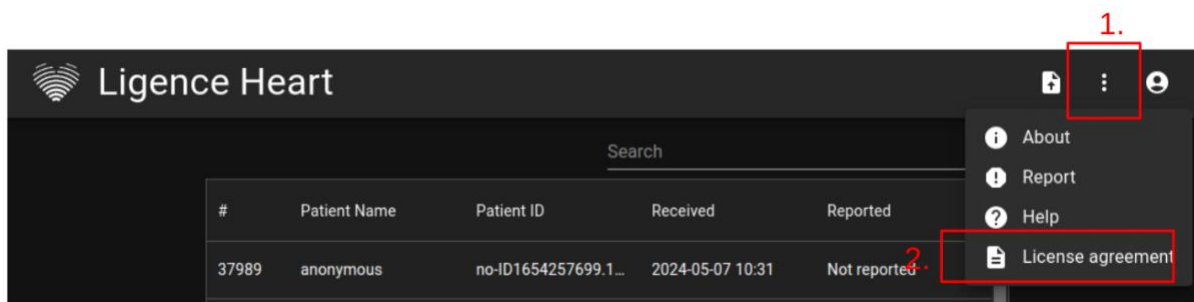 1.
Ligence Heart
Search
About
Report
# Patient Name Patient ID Received Reported
Help
37989 anonymous no-ID1654257699.1... 2024-05-07 10:31 Not reported
2.
License agreement